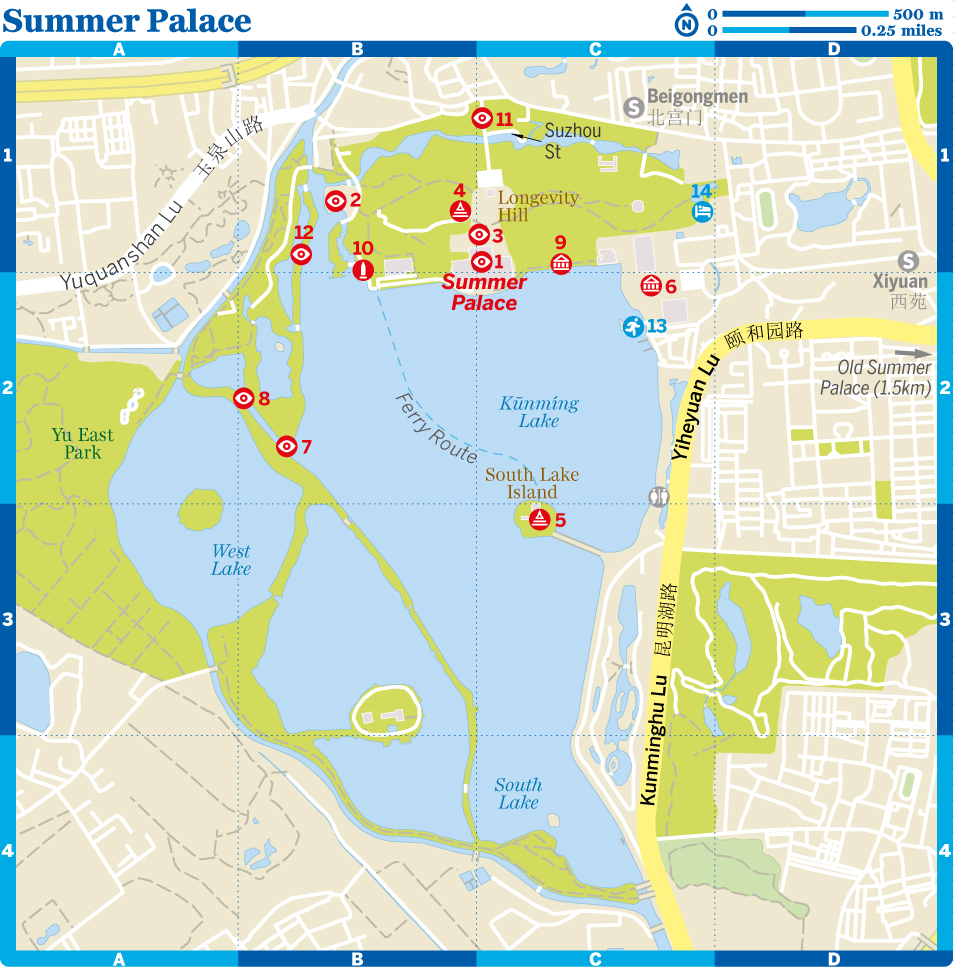 Summer Palace
N
0 500 m
0 0.25 miles
A B C D
1
玉泉山路
Yuquanshan Lu
11
Suzhou
St
S
Beigongmen
北宫门
1
2
4
Longevity
Hill
14
12
3
10
1
9
Summer
Palace
6
S
Xiyuan
西苑
13
颐和园路
Old Summer
Palace (1.5km)
2
8
Yu East
Park
7
Ferry Route
Kūnmíng
Lake
Yiheyuan Lu
2
South Lake
Island
5
West
Lake
3
昆明湖路
Kunminghu Lu
3
South
Lake
4
4
A B C D